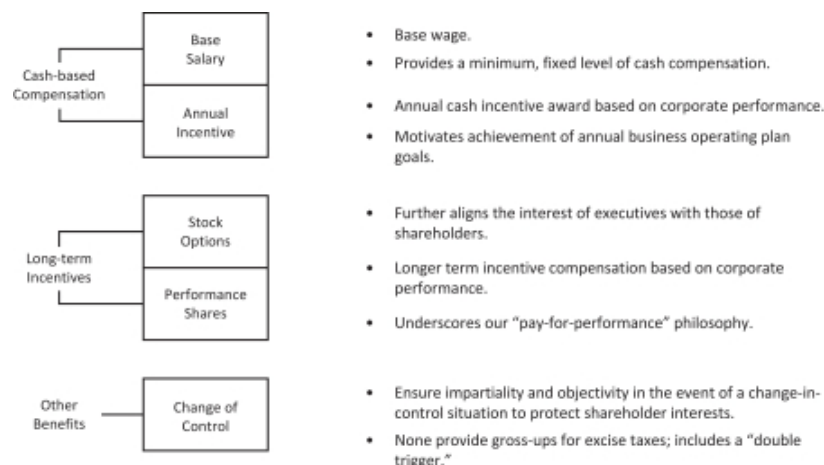 Base
Salary
• Base wage.
• Provides a minimum, fixed level of cash compensation.
Cash-based
Compensation
Annual
Incentive
• Annual cash incentive award based on corporate performance.
• Motivates achievement of annual business operating plan
goals.
Stock
Options
• Further aligns the interest of executives with those of
shareholders.
Long-term
Incentives
• Longer term incentive compensation based on corporate
performance.
Performance
Shares
• Underscores our “pay-for-performance” philosophy.
Other
Benefits
Change of
Control
• Ensure impartiality and objectivity in the event of a change-in-
control situation to protect shareholder interests.
• None provide gross-ups for excise taxes; includes a “double
trigger.”